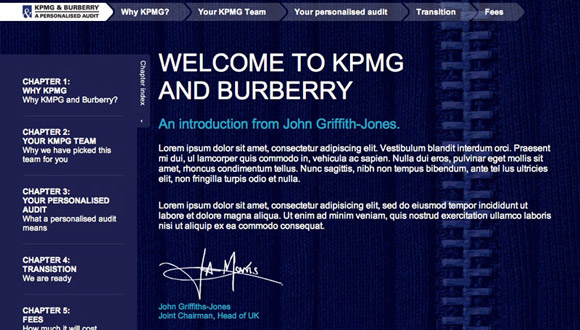 KPMG & BURBERRY
A PERSONALISED AUDIT
Why KPMG?
Your KPMG Team
Your personalised audit
Transition
Fees
Chapter index
CHAPTER 1:
WHY KPMG
Why KMPG and Burberry?
CHAPTER 2:
YOUR KMPG TEAM
Why we have picked this
team for you
CHAPTER 3:
YOUR PERSONALISED
AUDIT
What a personalised audit
means
CHAPTER 4:
TRANSITION
We are ready
CHAPTER 5:
FEES
How much it will cost
WELCOME TO KPMG
AND BURBERRY
An introduction from John Griffith-Jones.
Lorem ipsum dolor sit amet, consectetur adipiscing elit. Vestibulum blandit interdum orci. Praesent
mi dui, ul lamcorper quis commodo in, vehicula ac sapien. Nulla dui eros, pulvinar eget mollis sit
amet, rhoncus condimentum tellus. Nunc sagittis, nibh non tempus bibendum, ante tel lus ultricies
elit, non fringilla turpis odio et nulla.
Lorem ipsum dolor sit amet, consectetur adipisicing elit, sed do eiusmod tempor incididunt ut
labore et dolore magna aliqua. Ut enim ad minim veniam, quis nostrud exercitation ullamco laboris
nisi ut aliquip ex ea commodo consequat.
John Griffiths-Jones
Joint Chairman, Head of UK